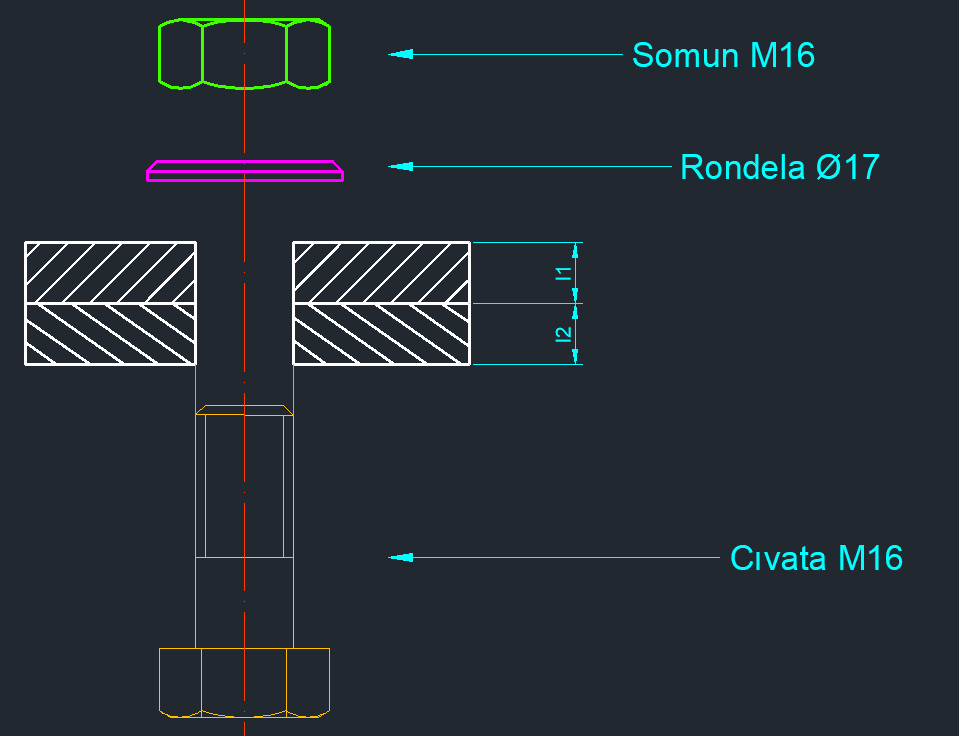 Somun M16
Rondela Ø17
l1
l2
Cıvata M16